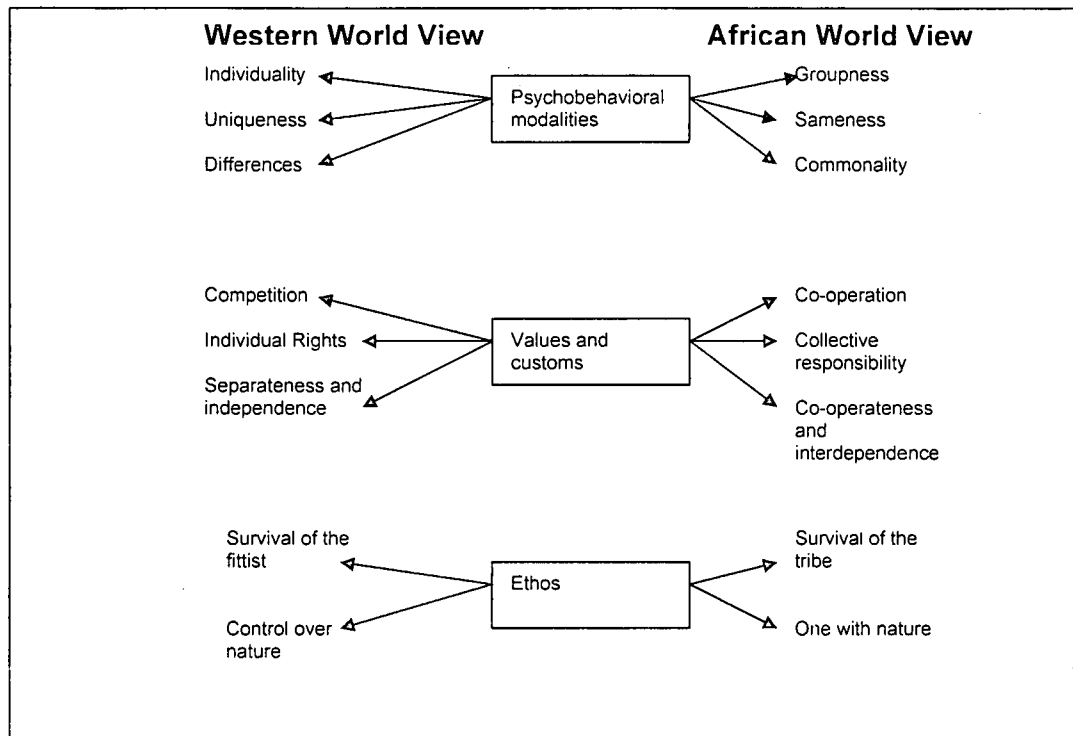 Western World View
African World View
Individuality
Uniqueness
Differences
Psychobehavioral
modalities
Groupness
Sameness
Commonality
Competition
Individual Rights
Separateness and
independence
Values and
customs
Co-operation
Collective
responsibility
Co-operateness
and
interdependence
Survival of the
fittist
Control over
nature
Ethos
Survival of the
tribe
One with nature